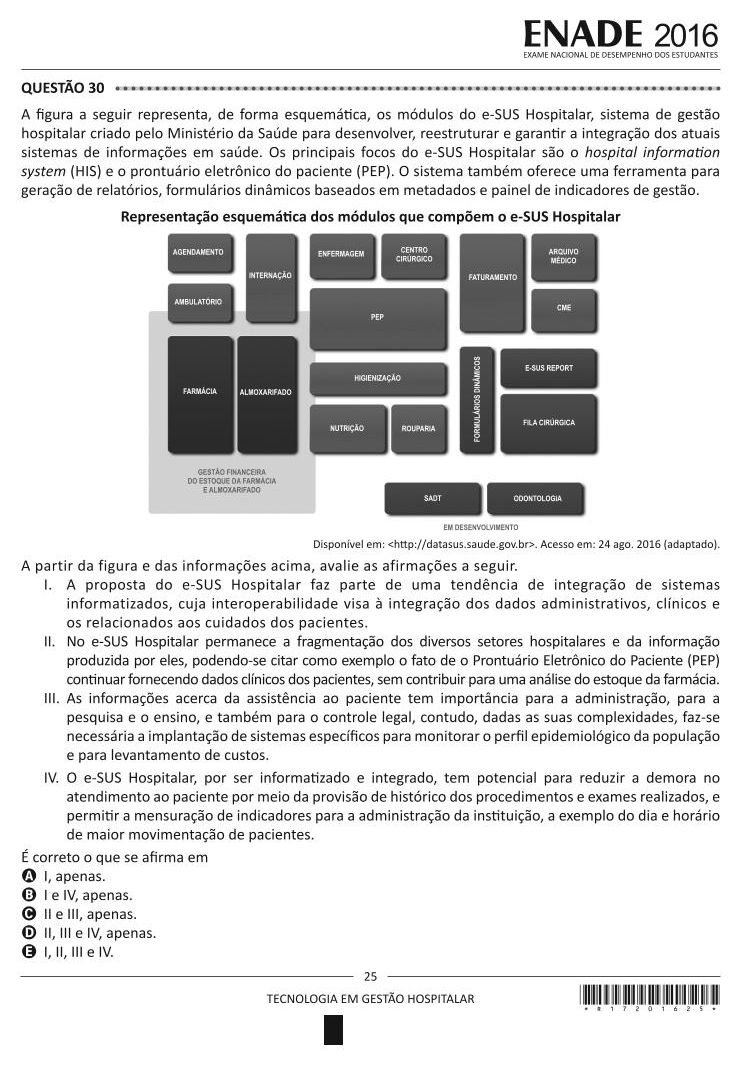 ENADE 2016
EXAME NACIONAL DE DESEMPENHO DOS ESTUDANTES
QUESTÃO 30
A figura a seguir representa, de forma esquemática, os módulos do e-SUS Hospitalar, sistema de gestão
hospitalar criado pelo Ministério da Saúde para desenvolver, reestruturar e garantir a integração dos atuais
sistemas de informações em saúde. Os principais focos do e-SUS Hospitalar são o hospital information
system (HIS) e o prontuário eletrônico do paciente (PEP). O sistema também oferece uma ferramenta para
geração de relatórios, formulários dinâmicos baseados em metadados e painel de indicadores de gestão.
Representação esquemática dos módulos que compõem o e-SUS Hospitalar
AGENDAMENTO
INTERNAÇÃO
ENFERMAGEM
CENTRO
CIRÚRGICO
FATURAMENTO
ARQUIVO
MÉDICO
AMBULATÓRIO
PEP
CME
FARMÁCIA
ALMOXARIFADO
HIGIENIZAÇÃO
FORMULÁRIOS DINÂMICOS
E-SUS REPORT
NUTRIÇÃO
ROUPARIA
FILA CIRÚRGICA
GESTÃO FINANCEIRA
DO ESTOQUE DA FARMÁCIA
E ALMOXARIFADO
SADT
ODONTOLOGIA
EM DESENVOLVIMENTO
Disponível em: <http://datasus.saude.gov.br>. Acesso em: 24 ago. 2016 (adaptado).
A partir da figura e das informações acima, avalie as afirmações a seguir.
I. A proposta do e-SUS Hospitalar faz parte de uma tendência de integração de sistemas
informatizados, cuja interoperabilidade visa à integração dos dados administrativos, clínicos e
os relacionados aos cuidados dos pacientes.
II. No e-SUS Hospitalar permanece a fragmentação dos diversos setores hospitalares e da informação
produzida por eles, podendo-se citar como exemplo o fato de o Prontuário Eletrônico do Paciente (PEP)
continuar fornecendo dados clínicos dos pacientes, sem contribuir para uma análise do estoque da farmácia.
III. As informações acerca da assistência ao paciente tem importância para a administração, para a
pesquisa e o ensino, e também para o controle legal, contudo, dadas as suas complexidades, faz-se
necessária a implantação de sistemas específicos para monitorar o perfil epidemiológico da população
e para levantamento de custos.
IV. O e-SUS Hospitalar, por ser informatizado e integrado, tem potencial para reduzir a demora no
atendimento ao paciente por meio da provisão de histórico dos procedimentos e exames realizados, e
permitir a mensuração de indicadores para a administração da instituição, a exemplo do dia e horário
de maior movimentação de pacientes.
É correto o que se afirma em
A I, apenas.
B I e IV, apenas.
C II e III, apenas.
D II, III e IV, apenas.
E I, II, III e IV.
25
TECNOLOGIA EM GESTÃO HOSPITALAR
* R 1 7 2 0 1 6 2 5 *